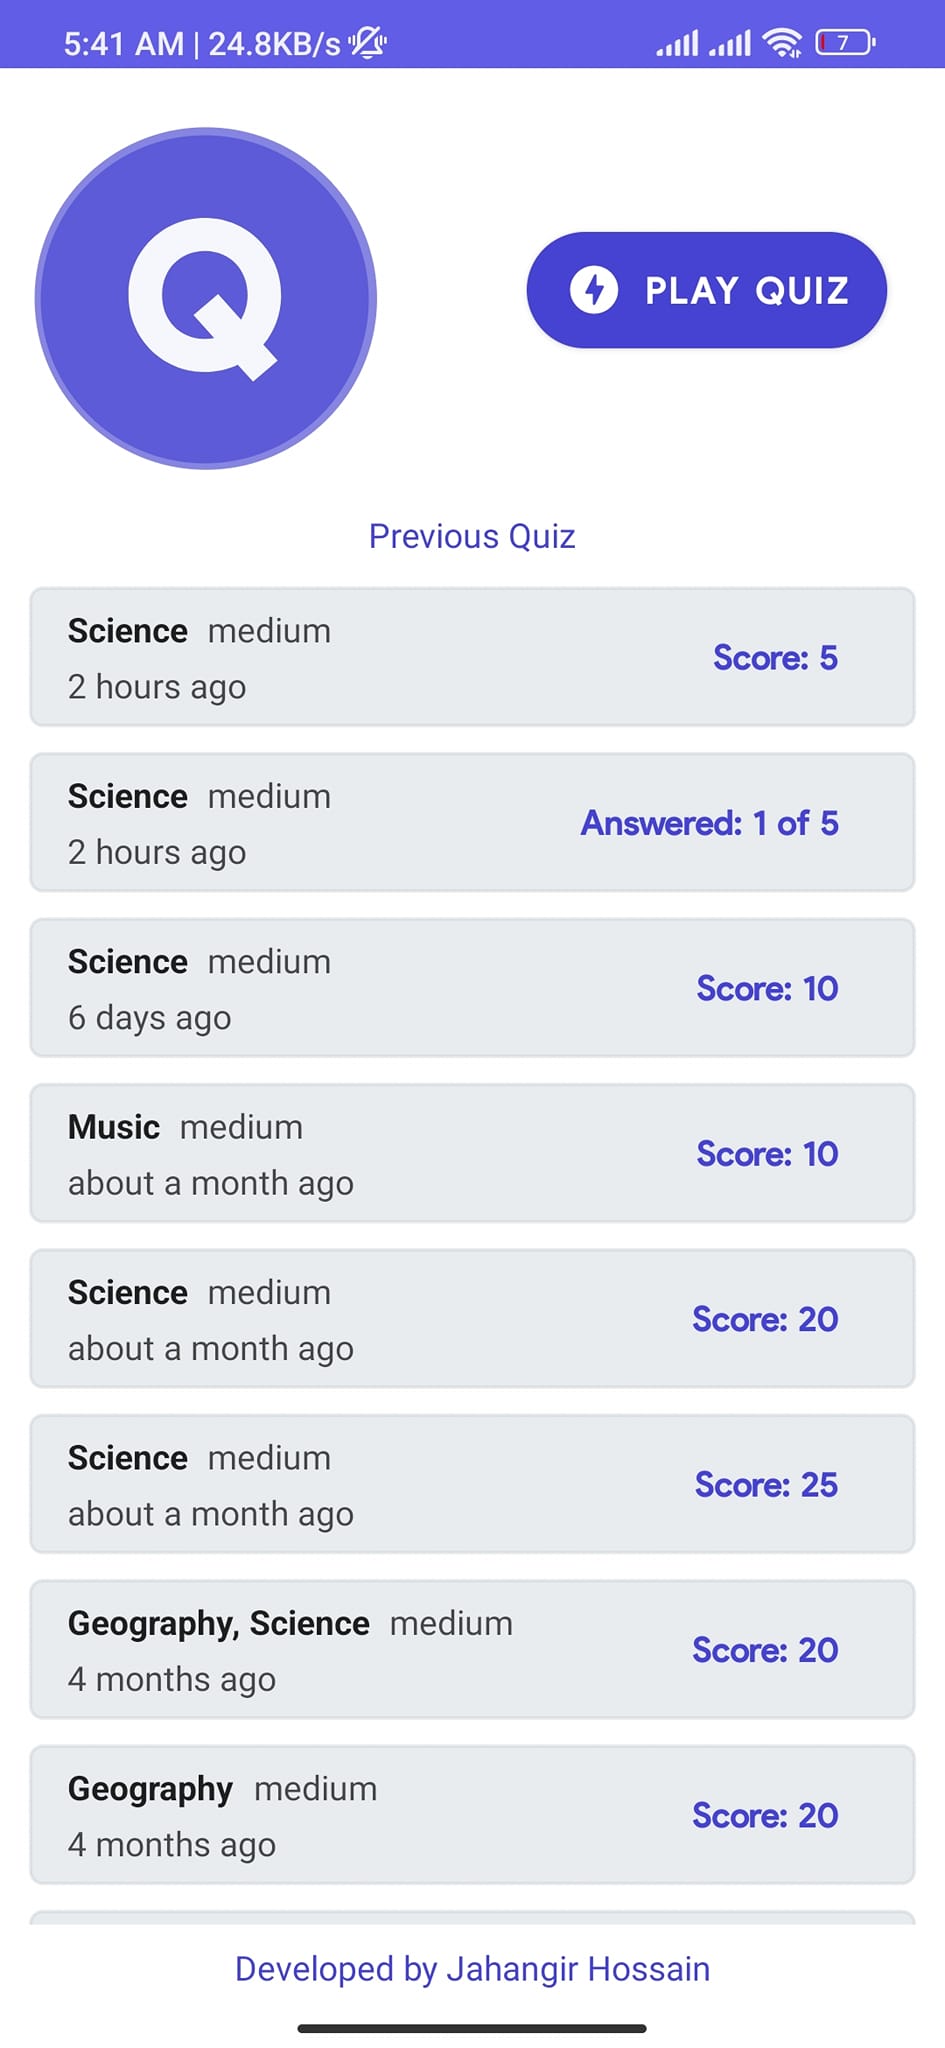 5:41 AM | 24.8KB/s
7
Q
PLAY QUIZ
Previous Quiz
Science medium
2 hours ago
Score: 5
Science medium
2 hours ago
Answered: 1 of 5
Science medium
6 days ago
Score: 10
Music medium
about a month ago
Score: 10
Science medium
about a month ago
Score: 20
Science medium
about a month ago
Score: 25
Geography, Science medium
4 months ago
Score: 20
Geography medium
4 months ago
Score: 20
Developed by Jahangir Hossain